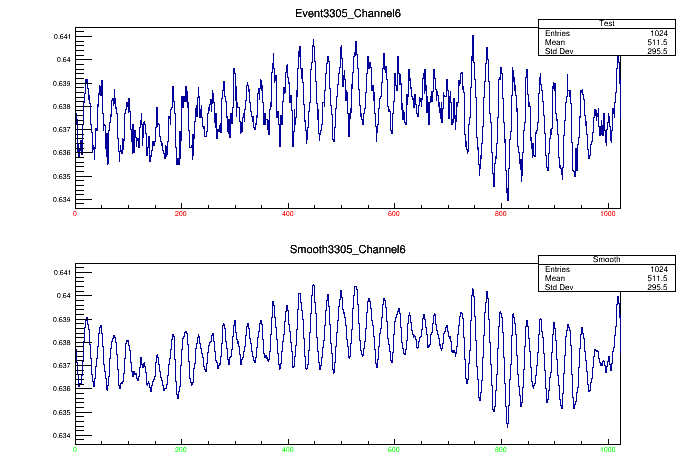 Event3305_Channel6
Test
Entries 1024
Mean 511.5
Std Dev 295.5
0.641
0.64
0.639
0.638
0.637
0.636
0.635
0.634
0 200 400 600 800 1000
Smooth3305_Channel6
Smooth
Entries 1024
Mean 511.5
Std Dev 295.5
0.641
0.64
0.639
0.638
0.637
0.636
0.635
0.634
0 200 400 600 800 1000